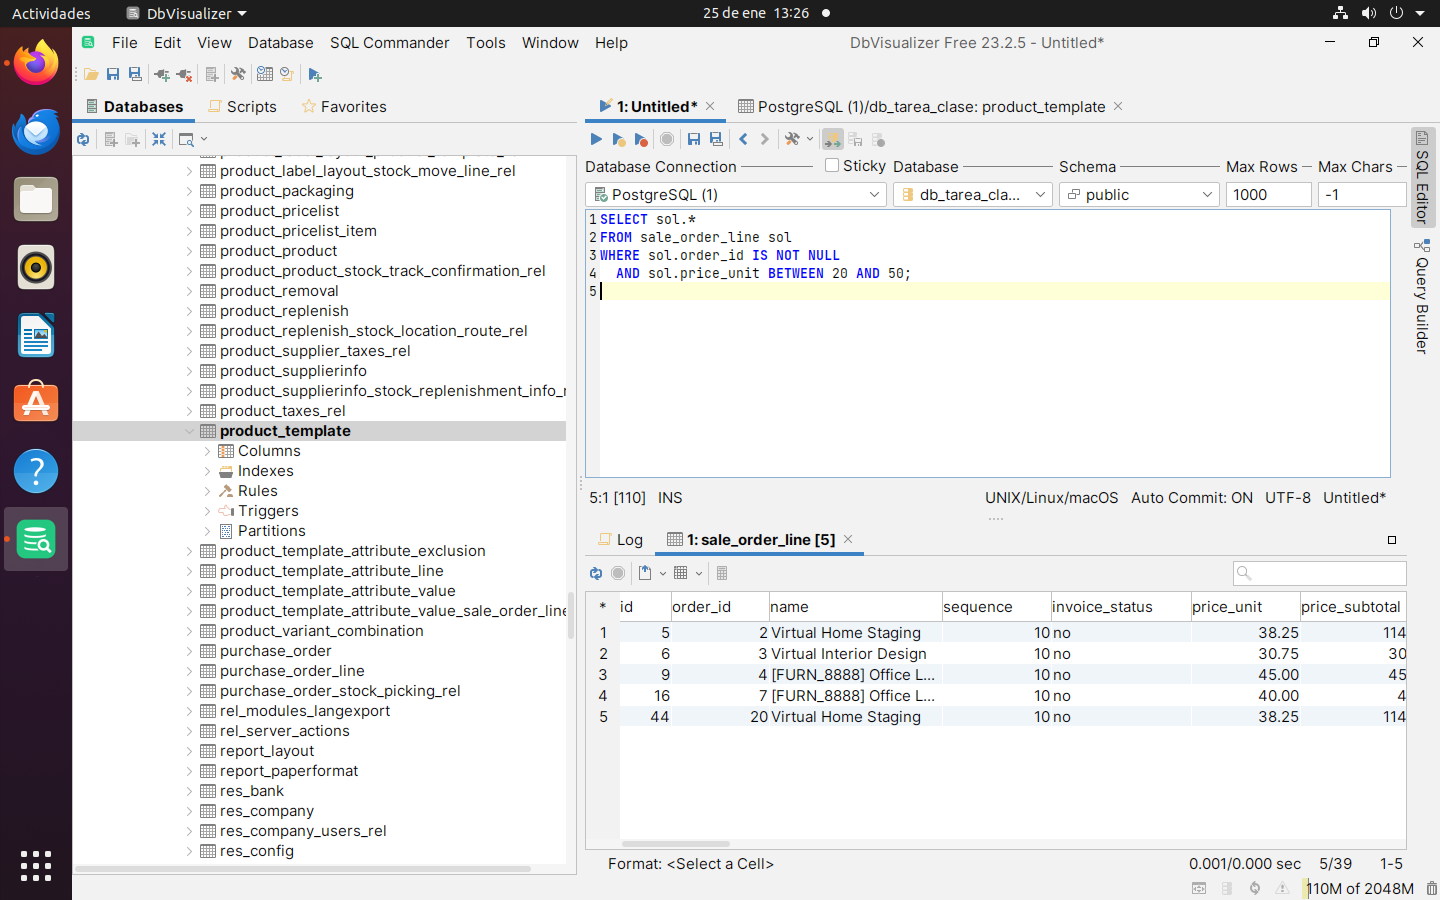 Actividades
DbVisualizer
25 de ene 13:26
File Edit View Database SQL Commander Tools Window Help
DbVisualizer Free 23.2.5 - Untitled*
Databases Scripts Favorites
product_label_layout_stock_move_line_rel
product_packaging
product_pricelist
product_pricelist_item
product_product
product_product_stock_track_confirmation_rel
product_removal
product_replenish
product_replenish_stock_location_route_rel
product_supplier_taxes_rel
product_supplierinfo
product_supplierinfo_stock_replenishment_info_r
product_taxes_rel
product_template
Columns
Indexes
Rules
Triggers
Partitions
product_template_attribute_exclusion
product_template_attribute_line
product_template_attribute_value
product_template_attribute_value_sale_order_line
product_variant_combination
purchase_order
purchase_order_line
purchase_order_stock_picking_rel
rel_modules_langexport
rel_server_actions
report_layout
report_paperformat
res_bank
res_company
res_company_users_rel
res_config
1: Untitled* PostgreSQL (1)/db_tarea_clase: product_template
Database Connection Sticky Database Schema Max Rows Max Chars
PostgreSQL (1) db_tarea_cla... public 1000 -1
1 SELECT sol.*
2 FROM sale_order_line sol
3 WHERE sol.order_id IS NOT NULL
4 AND sol.price_unit BETWEEN 20 AND 50;
5
SQL Editor
Query Builder
5:1 [110] INS UNIX/Linux/macOS Auto Commit: ON UTF-8 Untitled*
Log 1: sale_order_line [5]
* id order_id name sequence invoice_status price_unit price_subtotal
1 5 2 Virtual Home Staging 10 no 38.25 114
2 6 3 Virtual Interior Design 10 no 30.75 30
3 9 4 [FURN_8888] Office L... 10 no 45.00 45
4 16 7 [FURN_8888] Office L... 10 no 40.00 4
5 44 20 Virtual Home Staging 10 no 38.25 114
Format: <Select a Cell> 0.001/0.000 sec 5/39 1-5
110M of 2048M